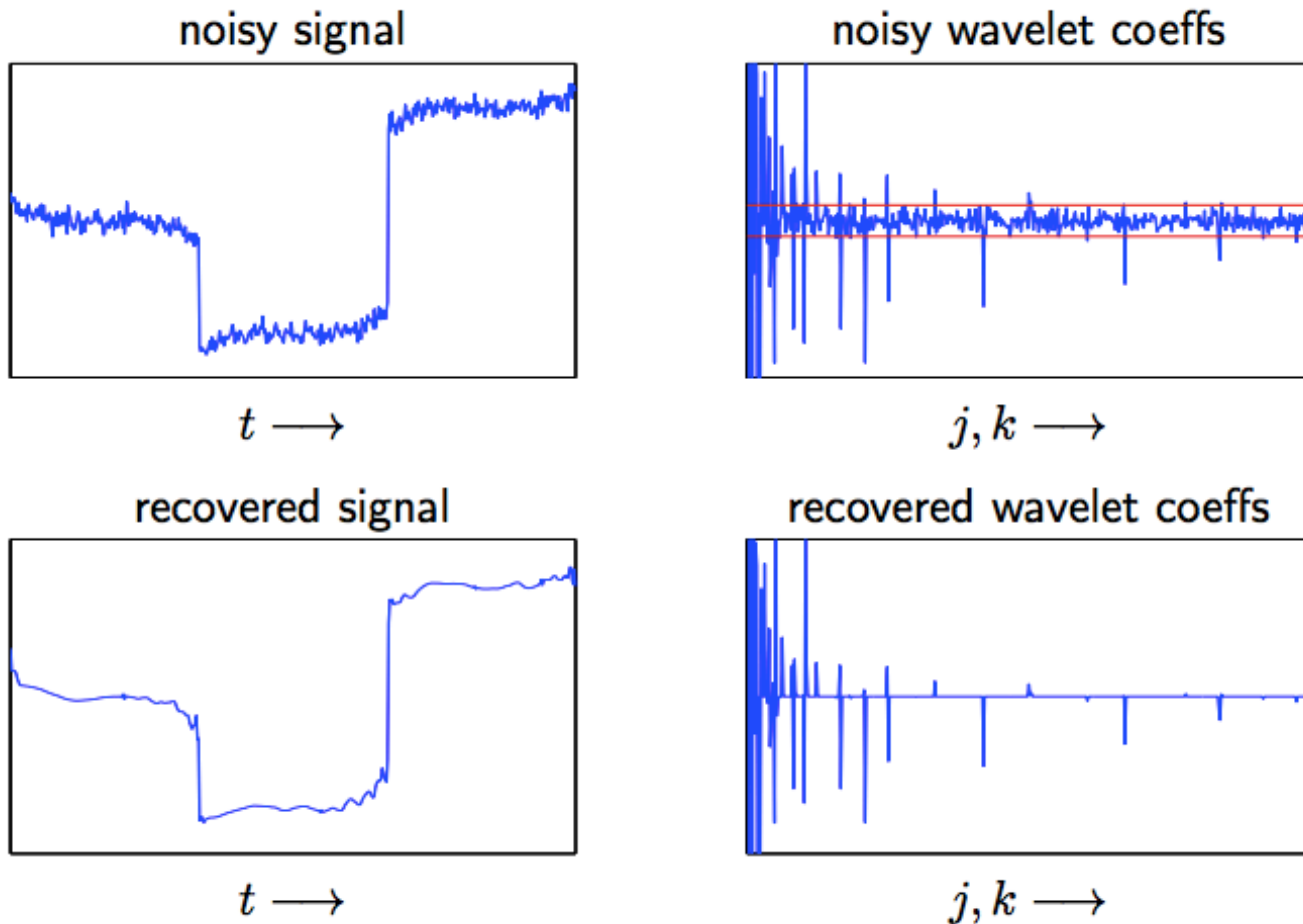 noisy signal
noisy wavelet coeffs
t ⟶
j, k ⟶
recovered signal
recovered wavelet coeffs
t ⟶
j, k ⟶